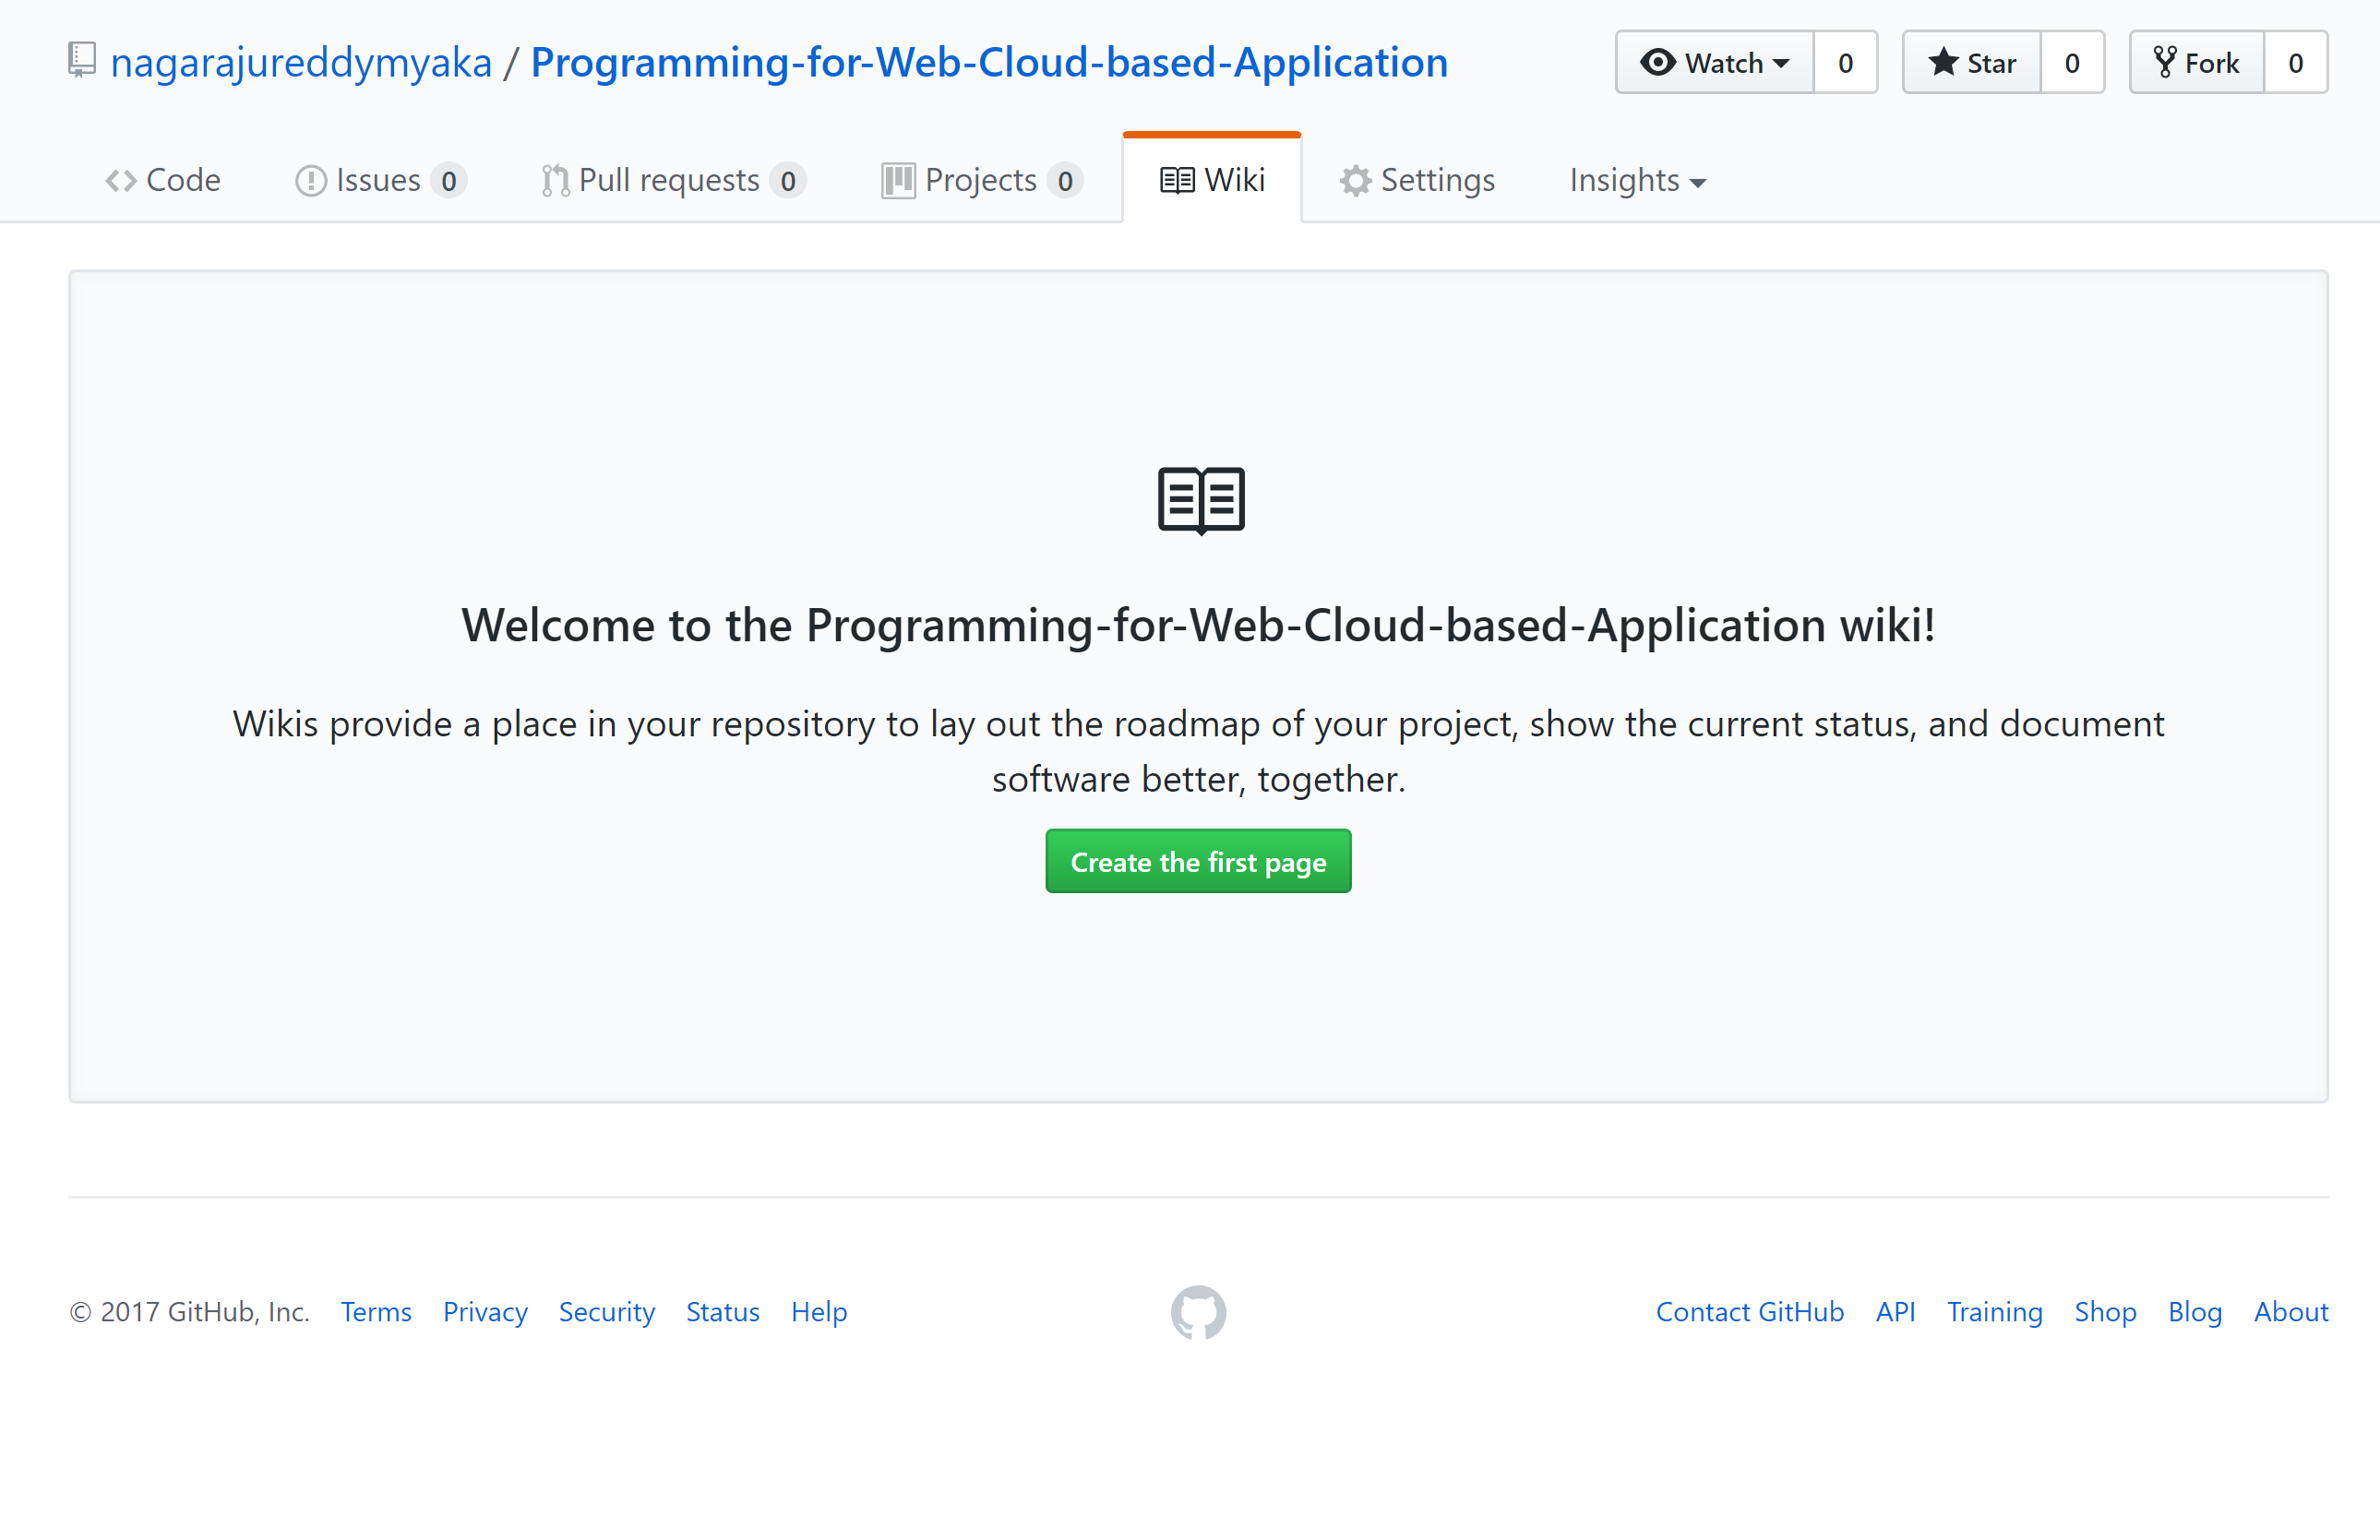 nagarajureddymyaka / Programming-for-Web-Cloud-based-Application
Watch 0 Star 0 Fork 0
Code Issues 0 Pull requests 0 Projects 0 Wiki Settings Insights
Welcome to the Programming-for-Web-Cloud-based-Application wiki!
Wikis provide a place in your repository to lay out the roadmap of your project, show the current status, and document
software better, together.
Create the first page
© 2017 GitHub, Inc. Terms Privacy Security Status Help Contact GitHub API Training Shop Blog About